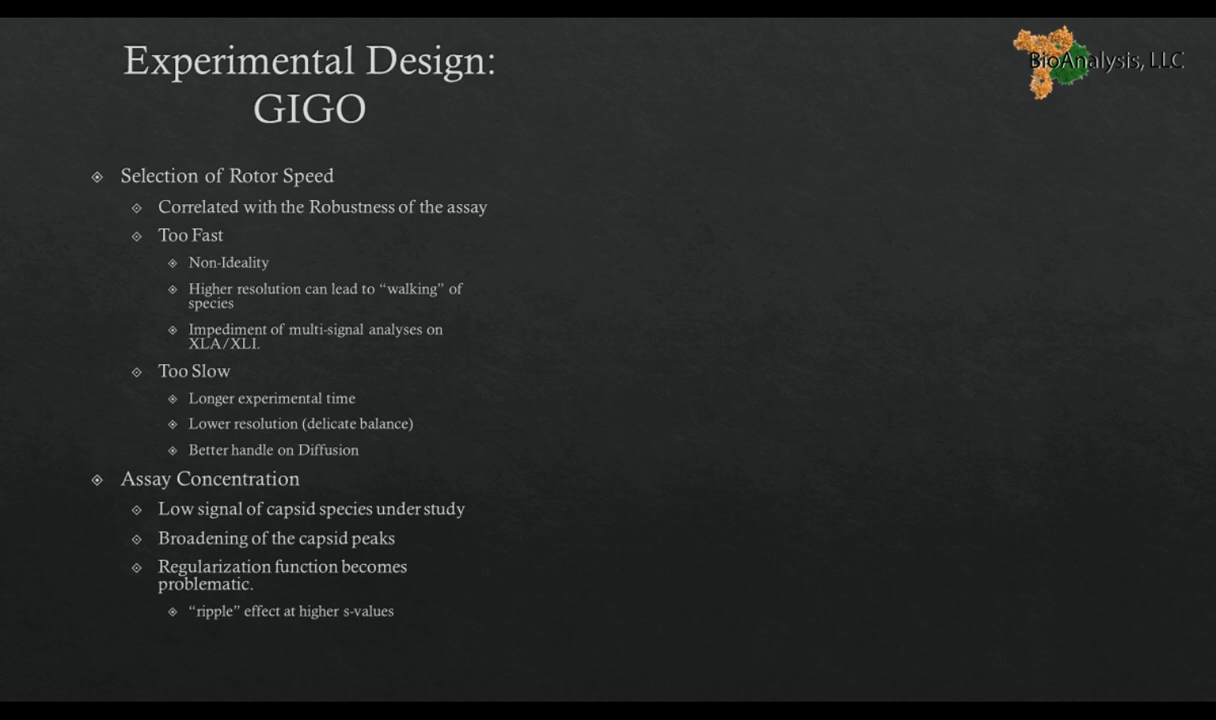 Experimental Design:
GIGO
BioAnalysis, LLC
Selection of Rotor Speed
Correlated with the Robustness of the assay
Too Fast
Non-Ideality
Higher resolution can lead to “walking” of
species
Impediment of multi-signal analyses on
XLA/XLI.
Too Slow
Longer experimental time
Lower resolution (delicate balance)
Better handle on Diffusion
Assay Concentration
Low signal of capsid species under study
Broadening of the capsid peaks
Regularization function becomes
problematic.
“ripple” effect at higher s-values